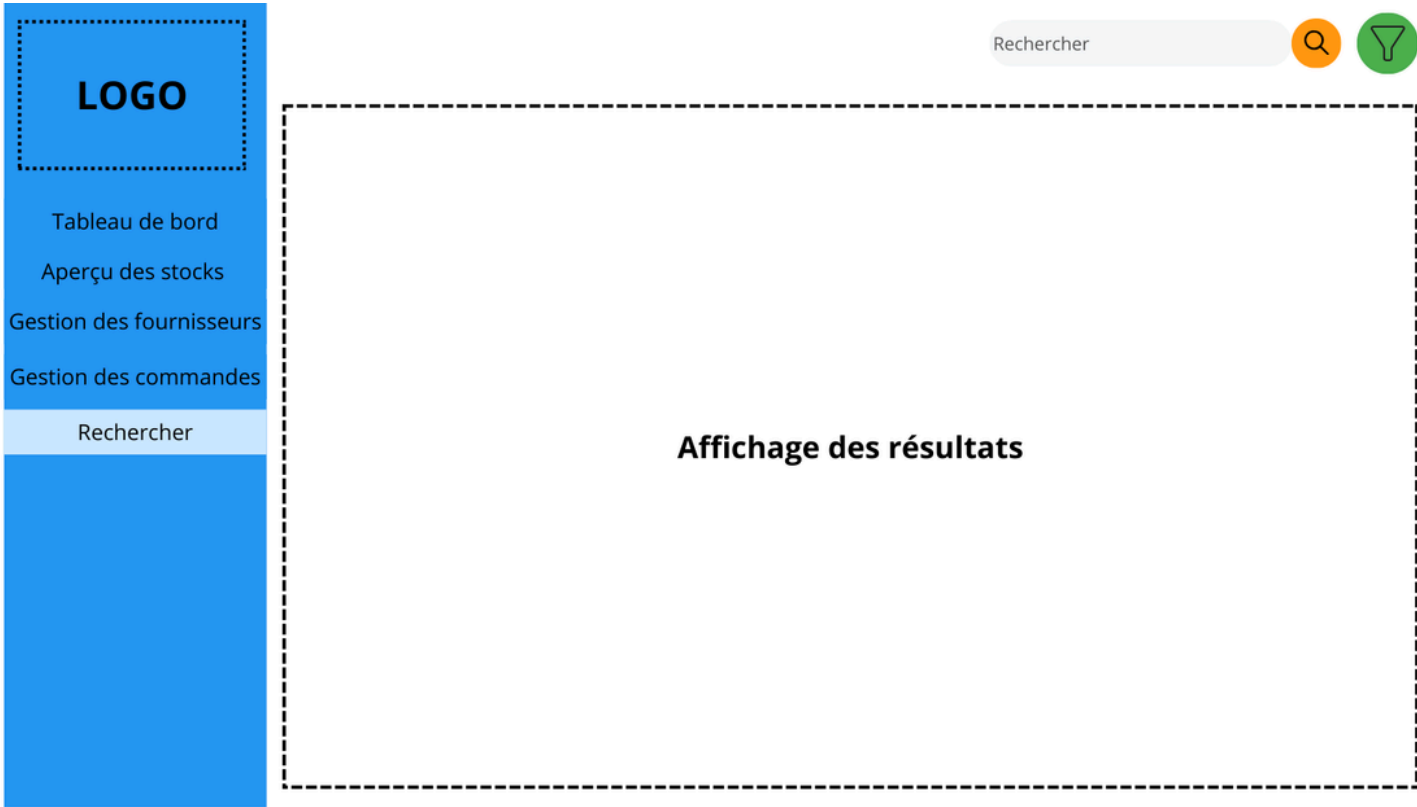 LOGO
Tableau de bord
Aperçu des stocks
Gestion des fournisseurs
Gestion des commandes
Rechercher
Rechercher
Affichage des résultats